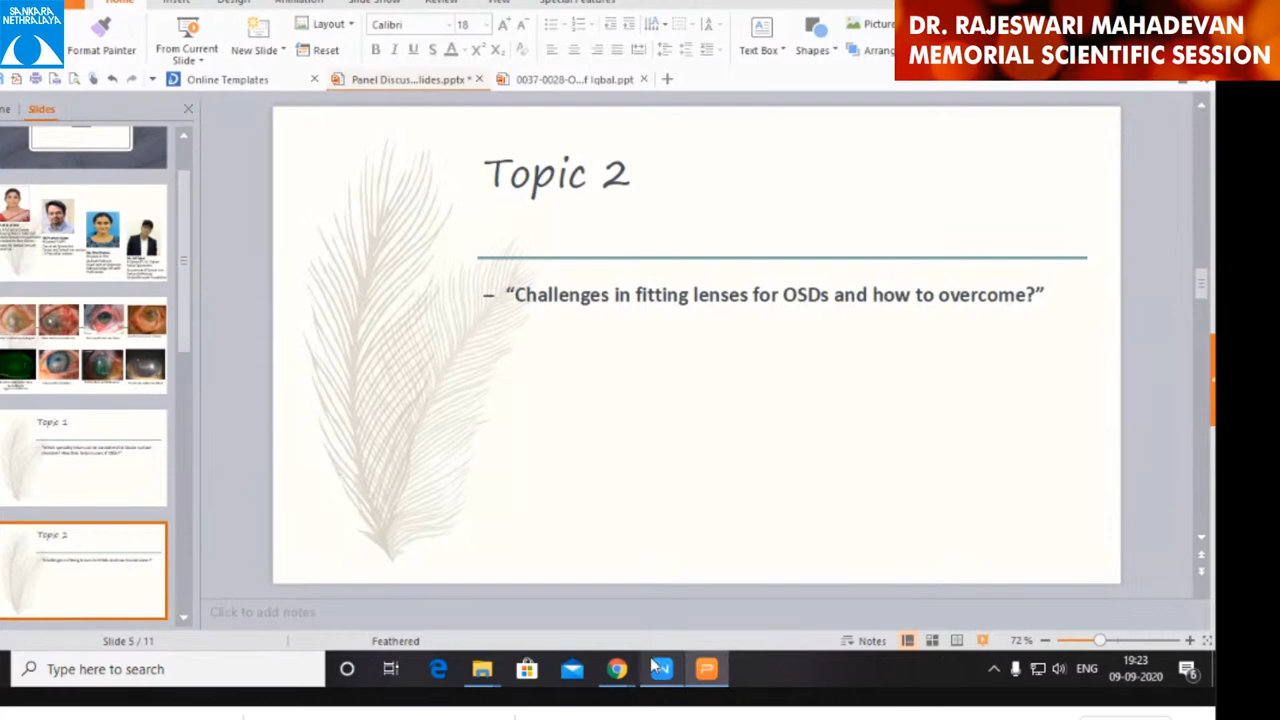 SANKARA
NETHRALAYA
DR. RAJESWARI MAHADEVAN
MEMORIAL SCIENTIFIC SESSION
Format Painter
From Current
Slide
New Slide
Layout
Reset
Calibri
18
Text Box
Shapes
Picture
Arrang
Online Templates
Panel Discus...lides.pptx *
0037-0028-O...f Iqbal.ppt
Slides
Topic 1
Topic 2
Topic 2
– “Challenges in fitting lenses for OSDs and how to overcome?”
Click to add notes
Slide 5 / 11
Feathered
Notes
72 %
Type here to search
ENG
19:23
09-09-2020
6